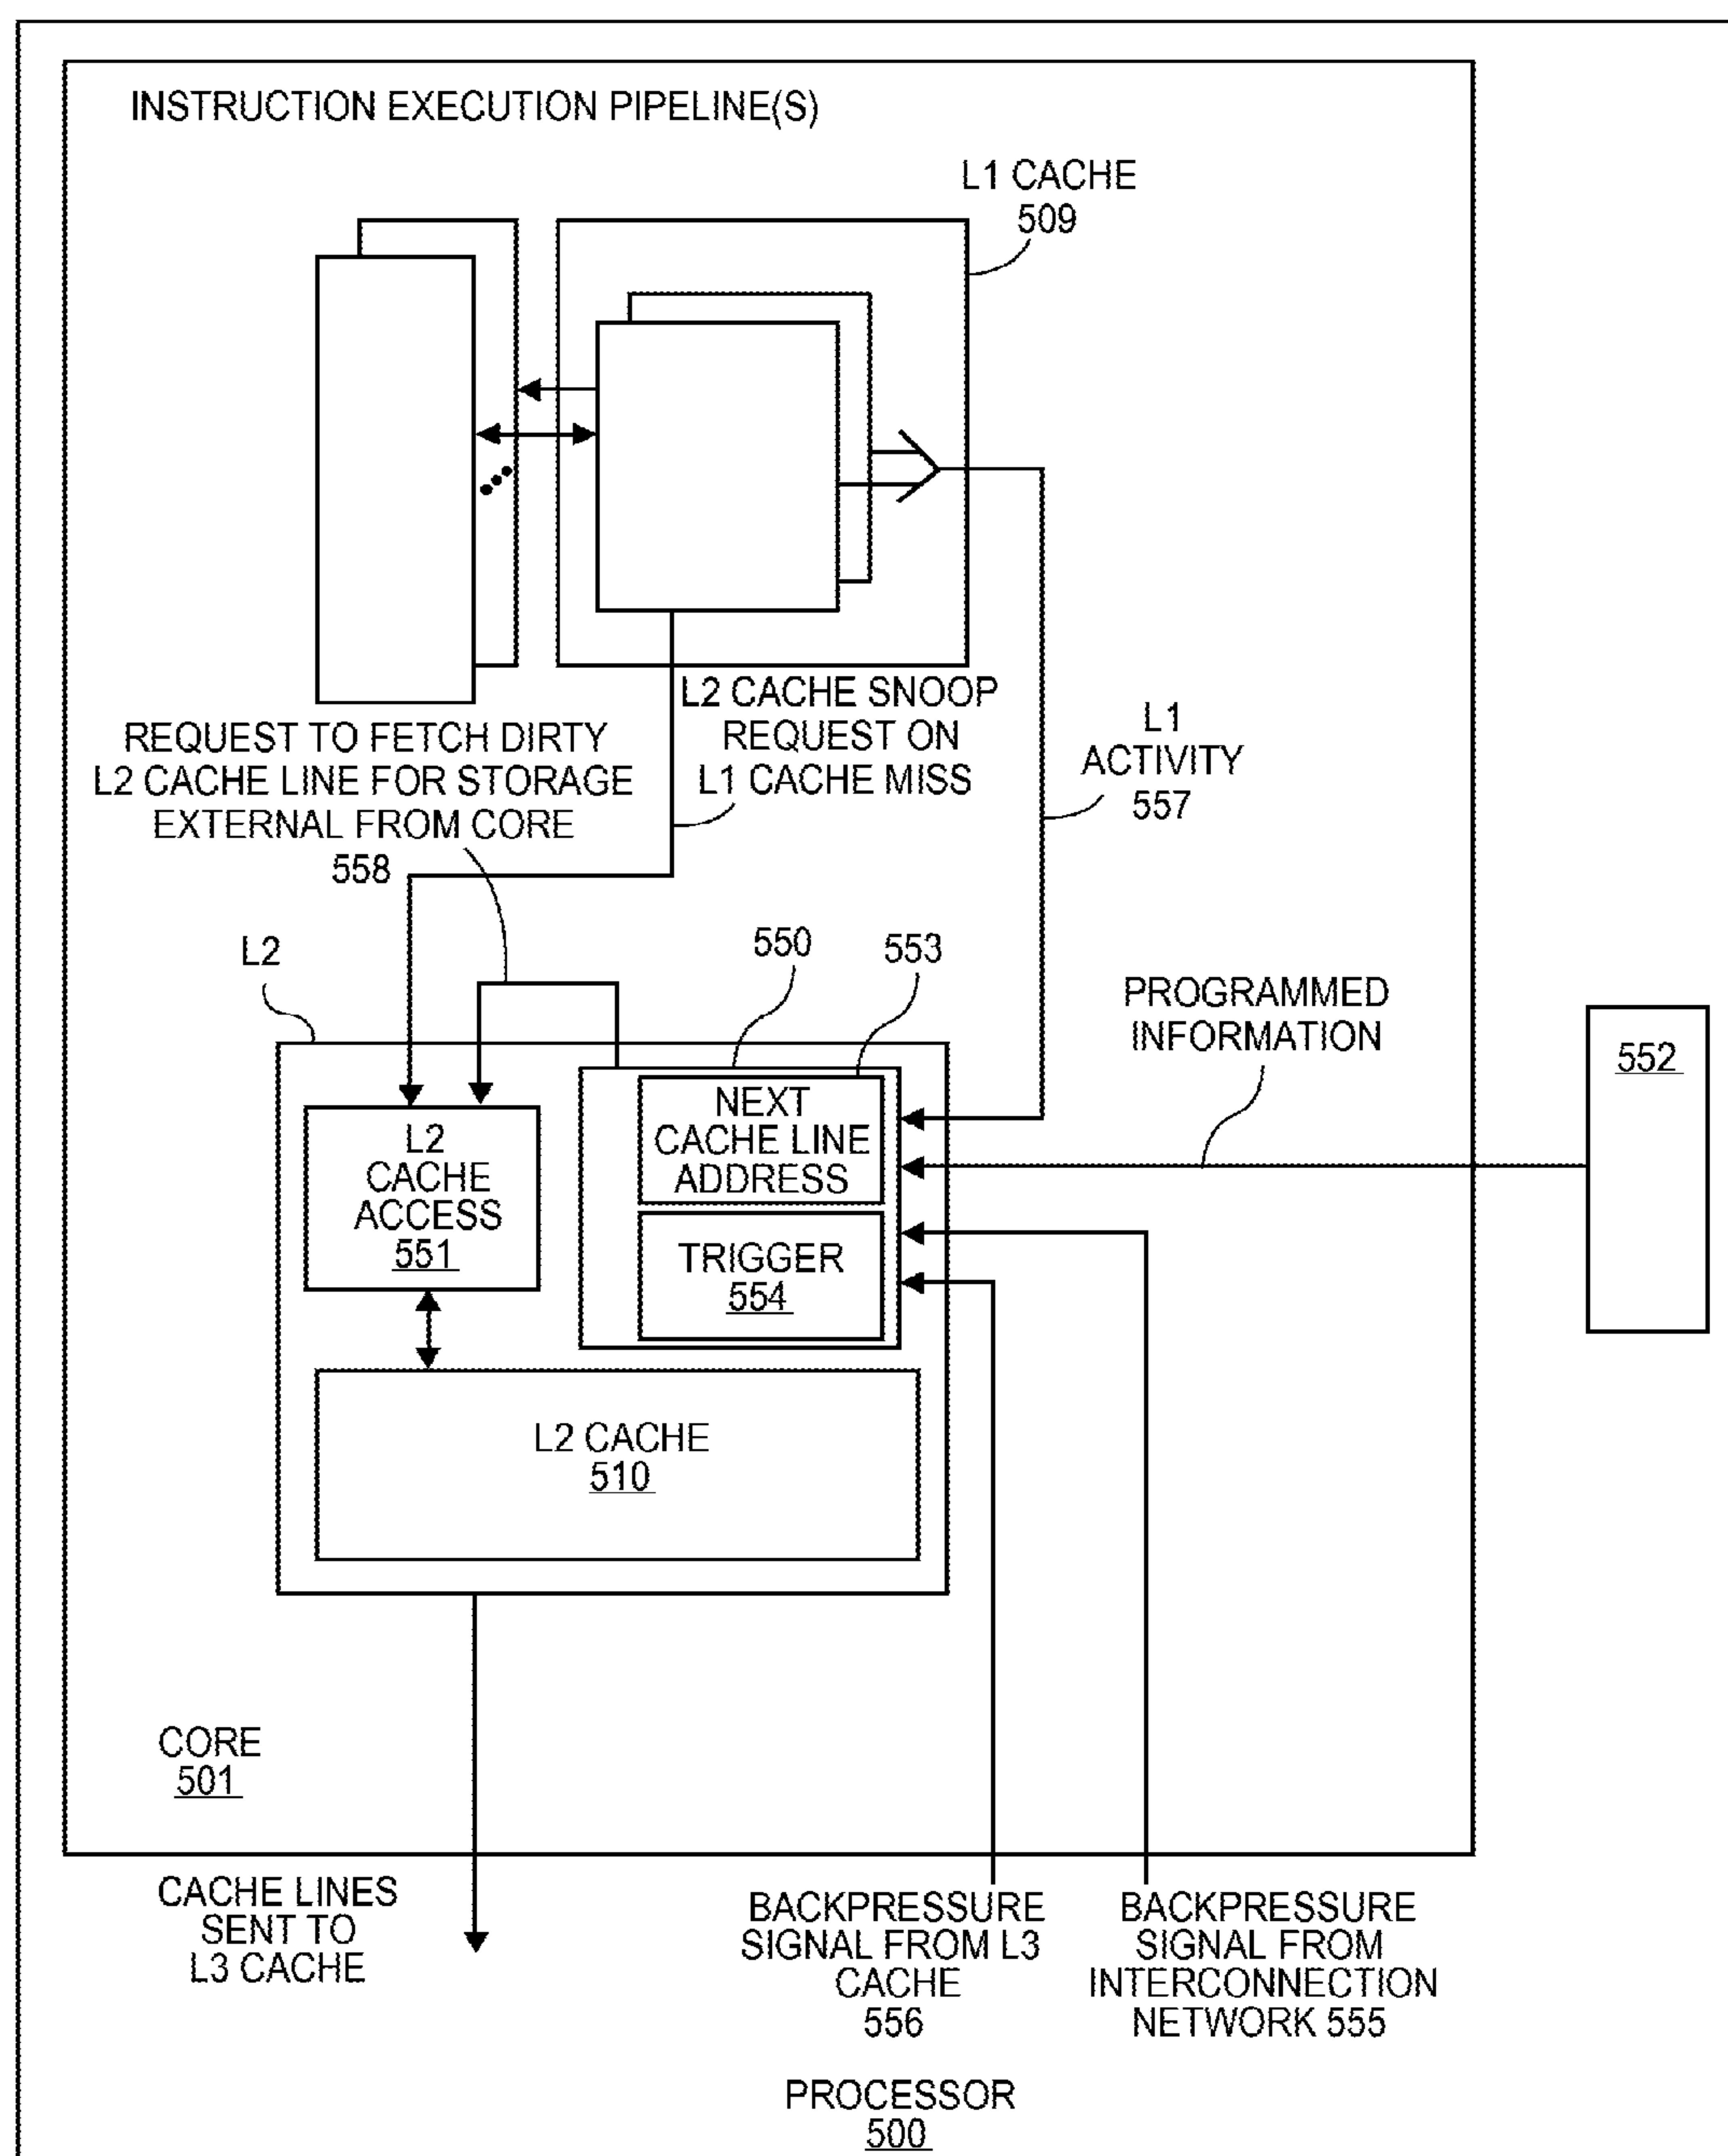 INSTRUCTION EXECUTION PIPELINE(S)
L1 CACHE
509
L2 CACHE SNOOP
REQUEST ON
L1 CACHE MISS
REQUEST TO FETCH DIRTY
L2 CACHE LINE FOR STORAGE
EXTERNAL FROM CORE
558
L1
ACTIVITY
557
L2
550
553
PROGRAMMED
INFORMATION
552
L2
CACHE
ACCESS
551
NEXT
CACHE LINE
ADDRESS
TRIGGER
554
L2 CACHE
510
CORE
501
CACHE LINES
SENT TO
L3 CACHE
BACKPRESSURE
SIGNAL FROM L3
CACHE
556
BACKPRESSURE
SIGNAL FROM
INTERCONNECTION
NETWORK 555
PROCESSOR
500